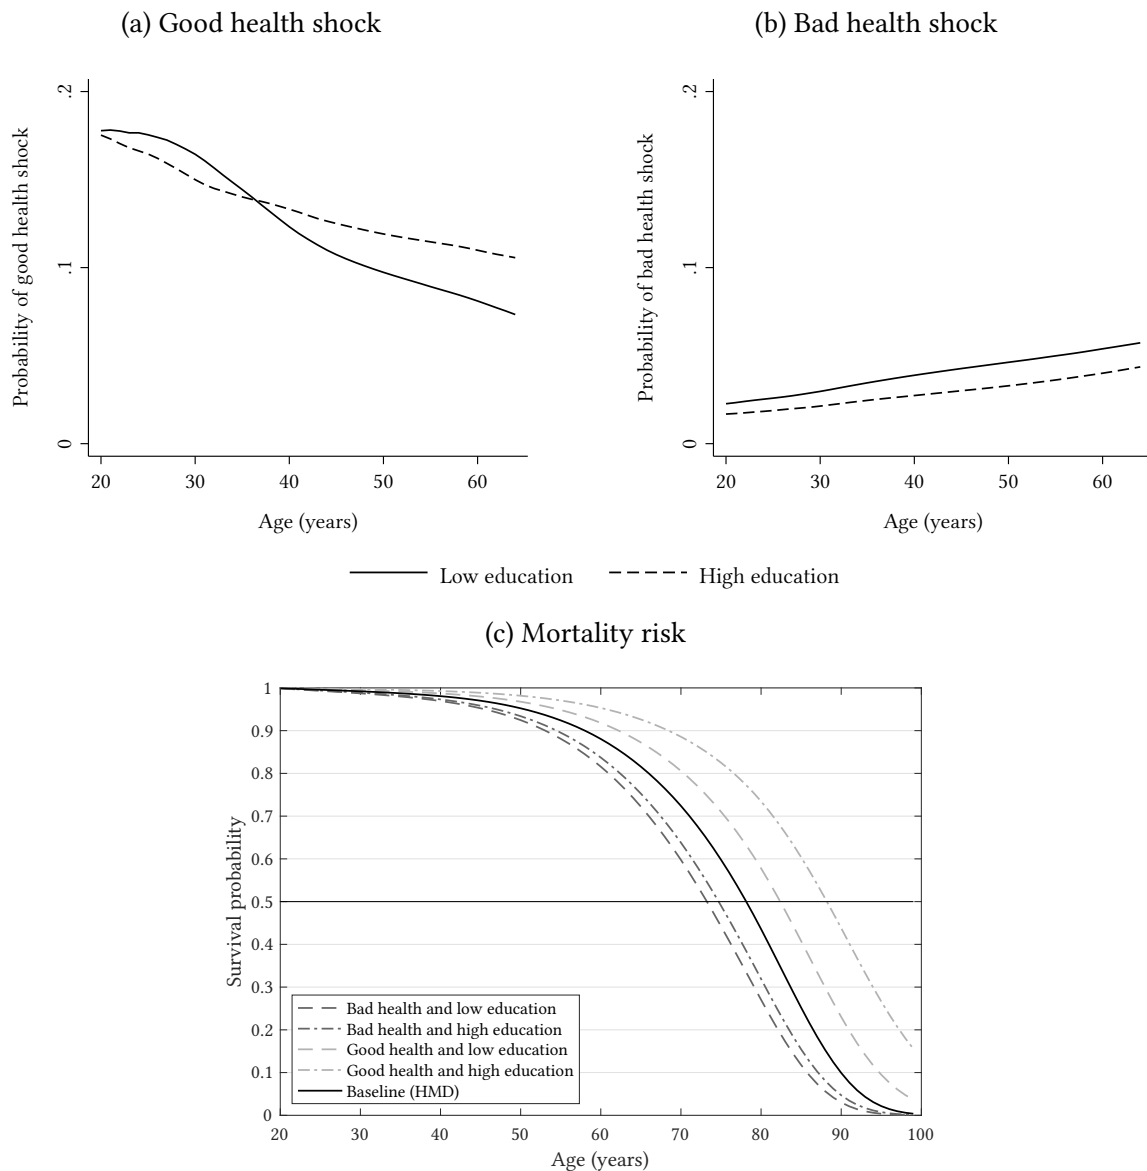 (a) Good health shock
Probability of good health shock
.2
.1
0
20 30 40 50 60
Age (years)
(b) Bad health shock
Probability of bad health shock
.2
.1
0
20 30 40 50 60
Age (years)
Low education High education
(c) Mortality risk
Survival probability
1
0.9
0.8
0.7
0.6
0.5
0.4
0.3
0.2
0.1
0
Bad health and low education
Bad health and high education
Good health and low education
Good health and high education
Baseline (HMD)
20 30 40 50 60 70 80 90 100
Age (years)